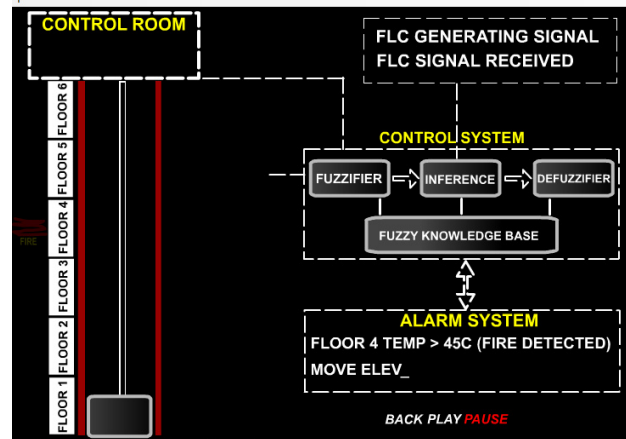 CONTROL ROOM
FLC GENERATING SIGNAL
FLC SIGNAL RECEIVED
FLOOR 6
FLOOR 5
FLOOR 4
FLOOR 3
FLOOR 2
FLOOR 1
FIRE
CONTROL SYSTEM
FUZZIFIER
INFERENCE
DEFUZZIFIER
FUZZY KNOWLEDGE BASE
ALARM SYSTEM
FLOOR 4 TEMP > 45C (FIRE DETECTED)
MOVE ELEV_
BACK PLAY PAUSE